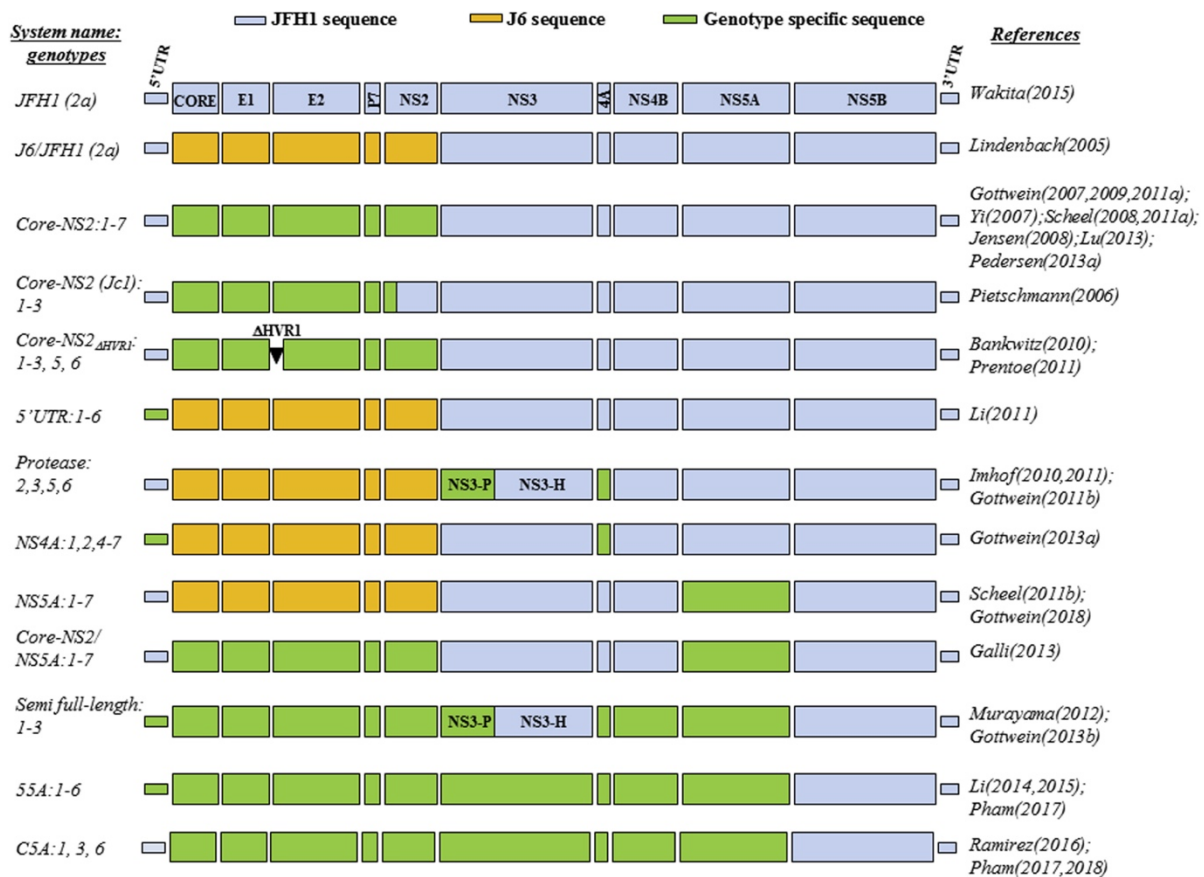 JFH1 sequence J6 sequence Genotype specific sequence
System name:
genotypes
5'UTR
3'UTR
References
JFH1 (2a) CORE E1 E2 P7 NS2 NS3 4A NS4B NS5A NS5B Wakita(2015)
J6/JFH1 (2a) Lindenbach(2005)
Core-NS2:1-7
Gottwein(2007,2009,2011a);
Yi(2007);Scheel(2008,2011a);
Jensen(2008);Lu(2013);
Pedersen(2013a)
Core-NS2 (Jc1):
1-3
Pietschmann(2006)
Core-NS2ΔHVR1:
1-3, 5, 6
ΔHVR1
Bankwitz(2010);
Prentoe(2011)
5'UTR:1-6 Li(2011)
Protease:
2,3,5,6
NS3-P NS3-H
Imhof(2010,2011);
Gottwein(2011b)
NS4A:1,2,4-7 Gottwein(2013a)
NS5A:1-7
Scheel(2011b);
Gottwein(2018)
Core-NS2/
NS5A:1-7
Galli(2013)
Semi full-length:
1-3
NS3-P NS3-H
Murayama(2012);
Gottwein(2013b)
55A:1-6
Li(2014,2015);
Pham(2017)
C5A:1, 3, 6
Ramirez(2016);
Pham(2017,2018)